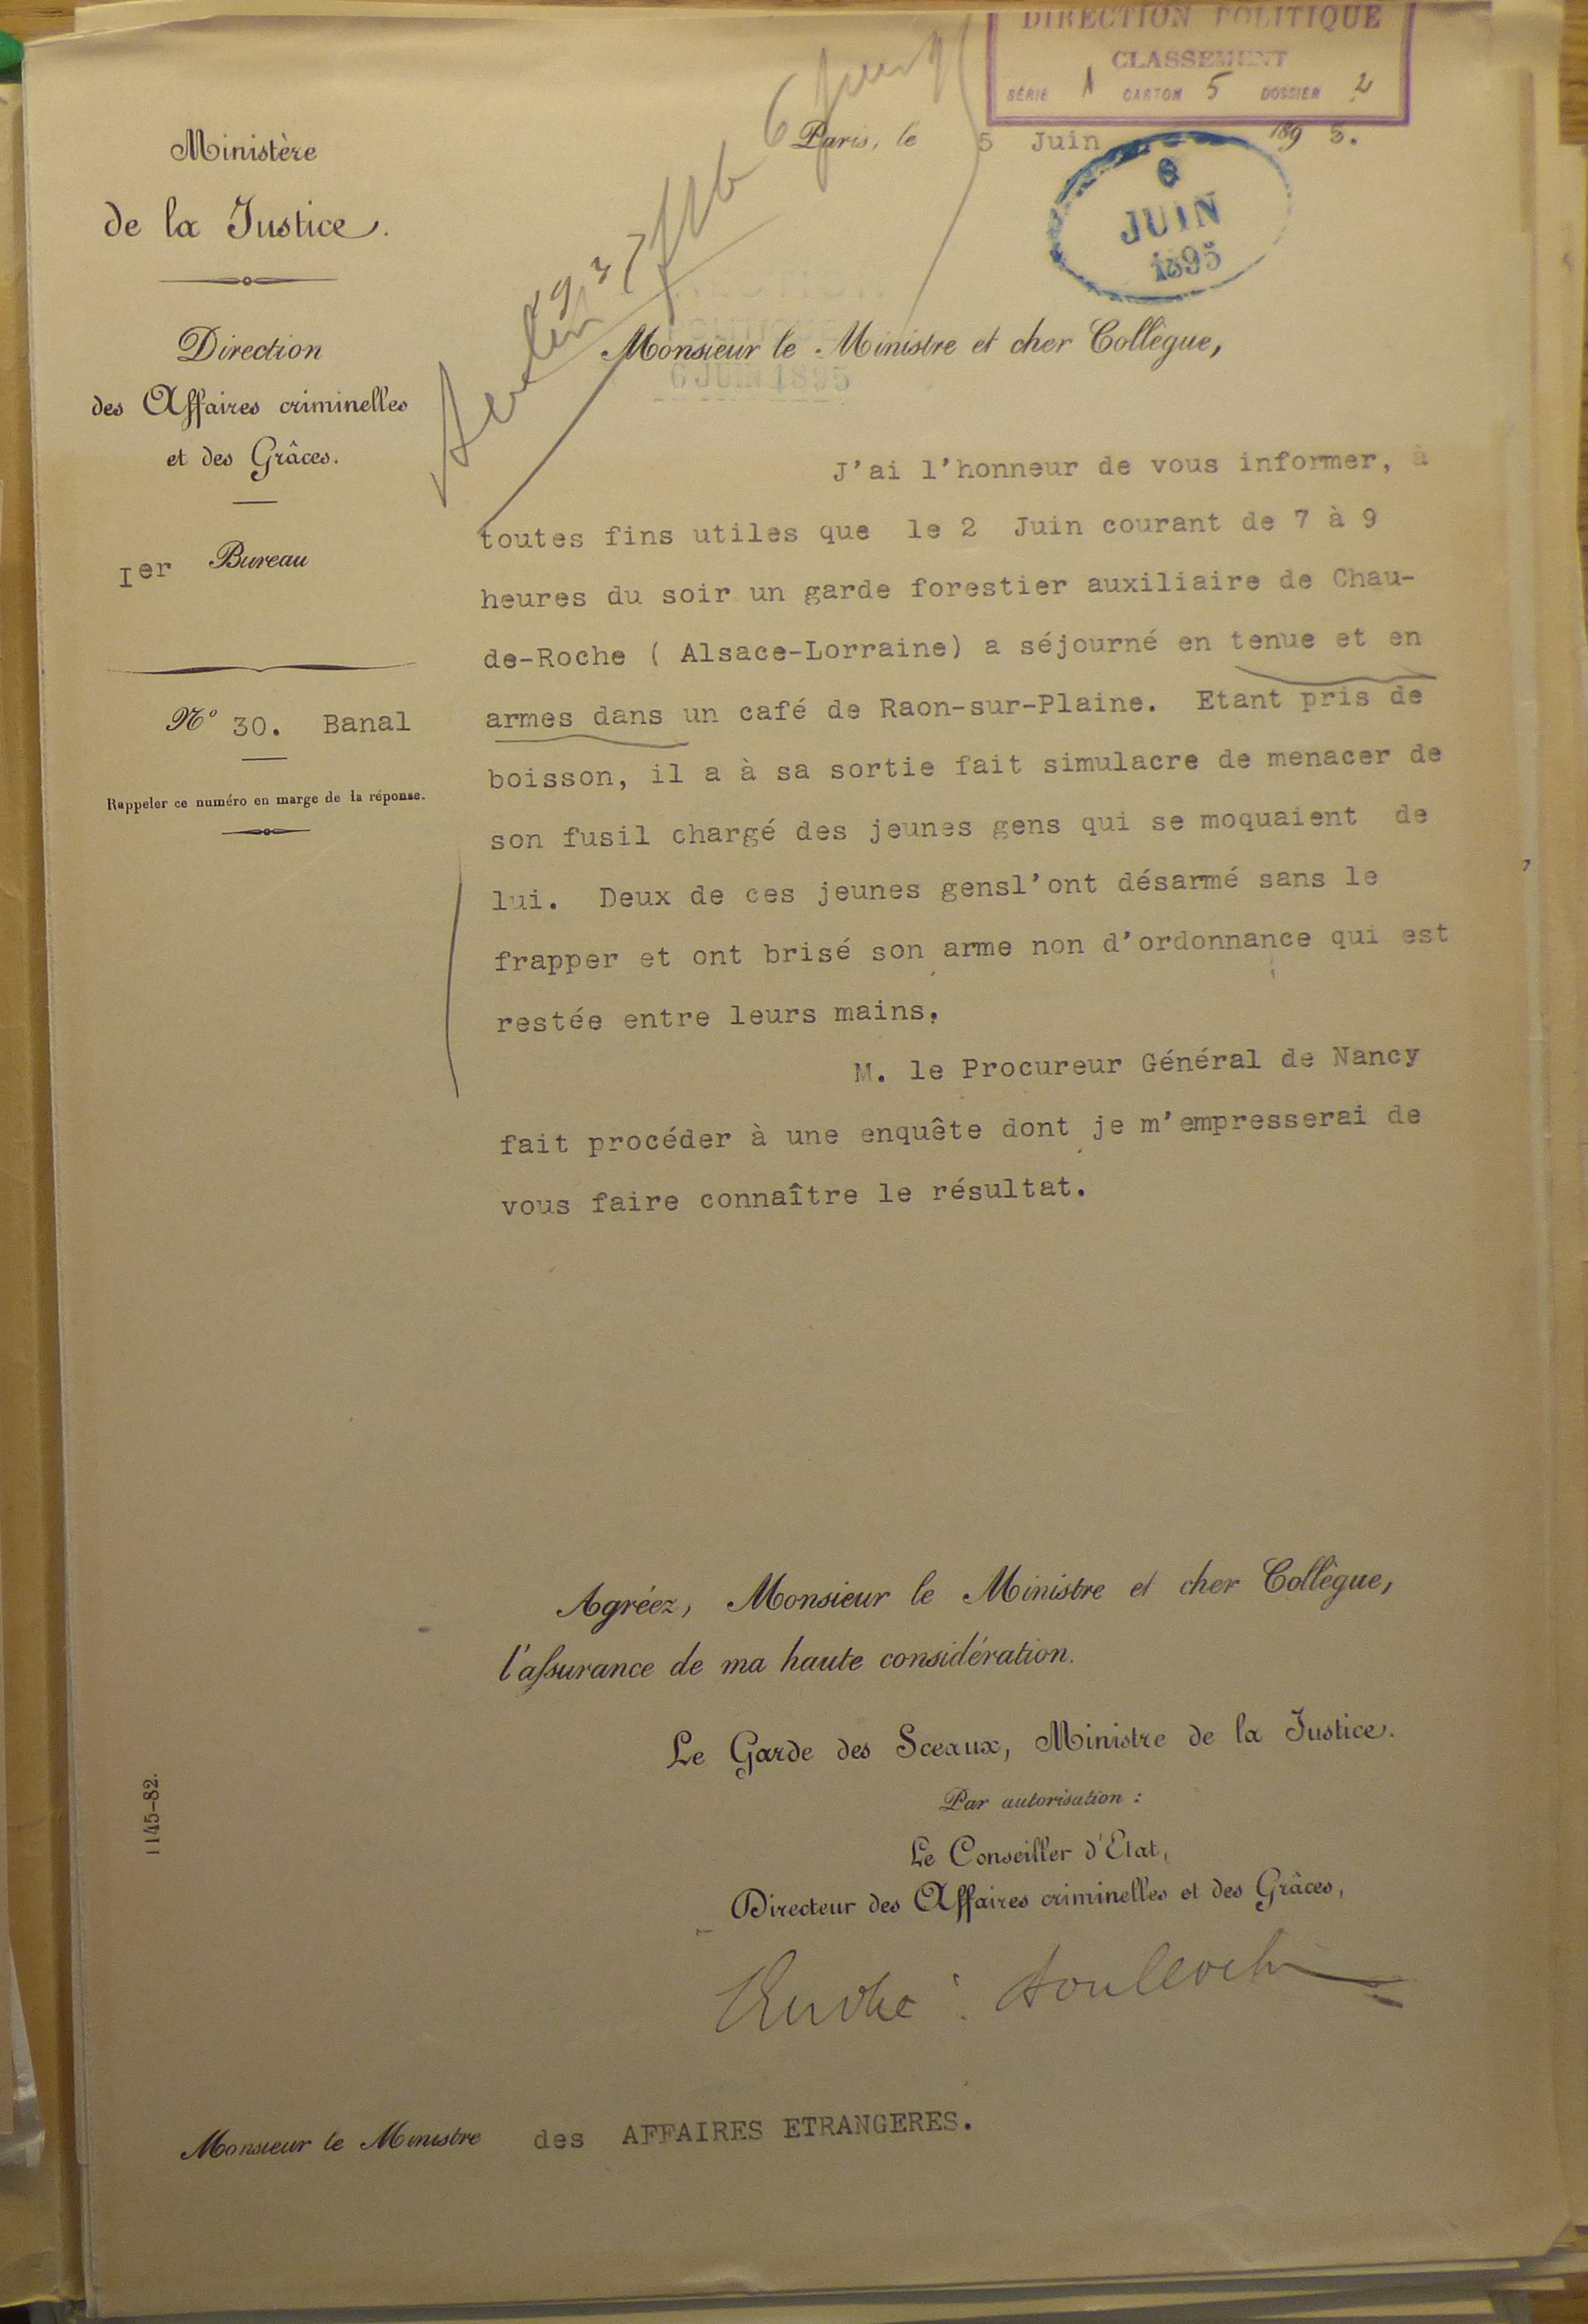 DIRECTION POLITIQUE
CLASSEMENT
SÉRIE 1 CARTON 5 DOSSIER 2
Paris, le 5 Juin 1895.
6
JUIN
1895
6 JUIN 1895
Ministère
de la Justice.
Direction
des Affaires criminelles
et des Grâces.
Ier Bureau
No 30. Banal
Rappeler ce numéro en marge de la réponse.
Berlin
6 juin 95
Monsieur le Ministre et cher Collègue,
J'ai l'honneur de vous informer, à
toutes fins utiles que le 2 Juin courant de 7 à 9
heures du soir un garde forestier auxiliaire de Chau-
de-Roche ( Alsace-Lorraine) a séjourné en tenue et en
armes dans un café de Raon-sur-Plaine. Etant pris de
boisson, il a à sa sortie fait simulacre de menacer de
son fusil chargé des jeunes gens qui se moquaient de
lui. Deux de ces jeunes gensl'ont désarmé sans le
frapper et ont brisé son arme non d'ordonnance qui est
restée entre leurs mains.
M. le Procureur Général de Nancy
fait procéder à une enquête dont je m'empresserai de
vous faire connaître le résultat.
Agréez, Monsieur le Ministre et cher Collègue,
l'assurance de ma haute considération.
Le Garde des Sceaux, Ministre de la Justice.
Par autorisation :
Le Conseiller d'Etat,
Directeur des Affaires criminelles et des Grâces,
1145-82.
Monsieur le Ministre des AFFAIRES ETRANGERES.